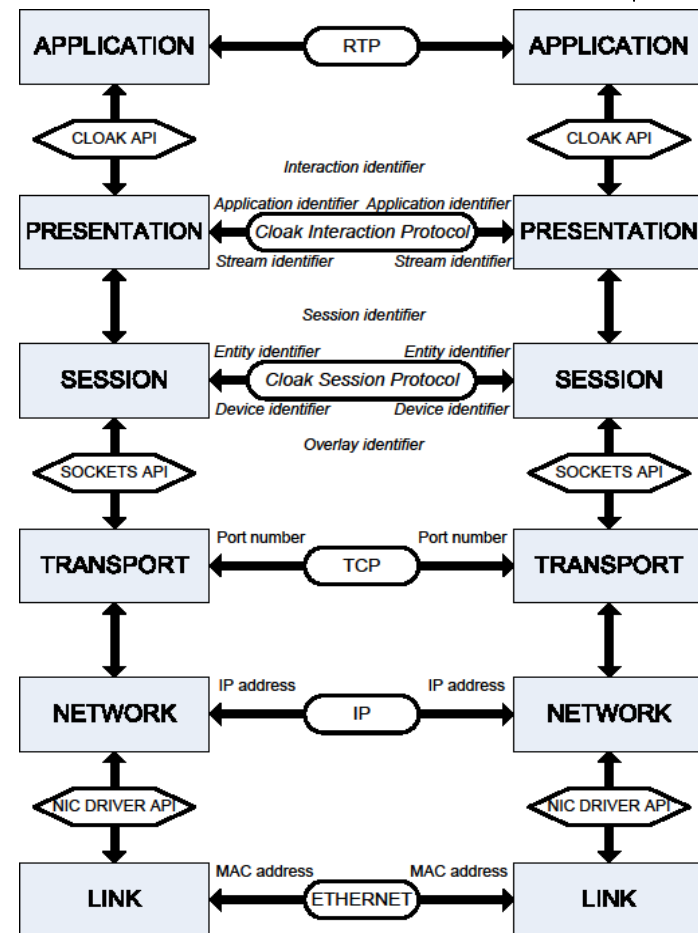 APPLICATION RTP APPLICATION
CLOAK API CLOAK API
Interaction identifier
Application identifier Application identifier
PRESENTATION Cloak Interaction Protocol PRESENTATION
Stream identifier Stream identifier
Session identifier
Entity identifier Entity identifier
SESSION Cloak Session Protocol SESSION
Device identifier Device identifier
Overlay identifier
SOCKETS API SOCKETS API
Port number Port number
TRANSPORT TCP TRANSPORT
IP address IP address
NETWORK IP NETWORK
NIC DRIVER API NIC DRIVER API
MAC address MAC address
LINK ETHERNET LINK